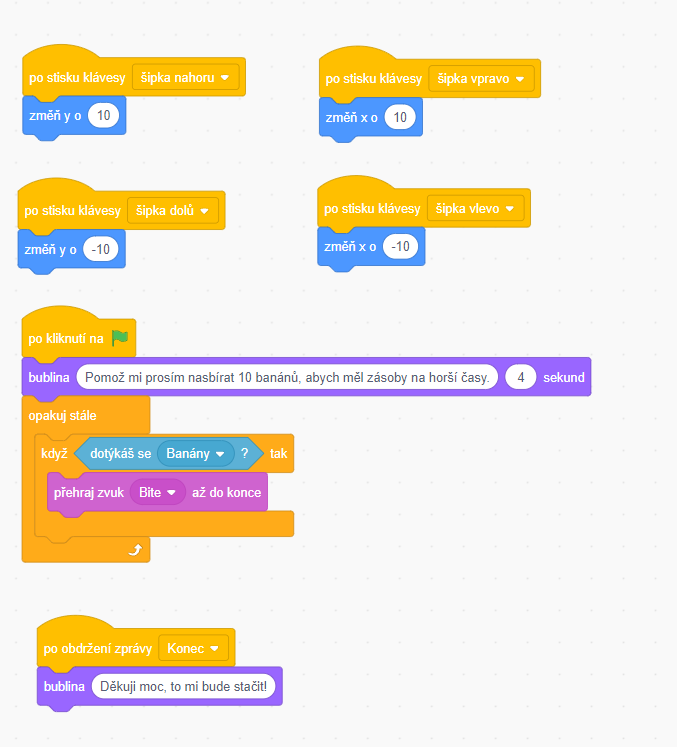 po stisku klávesy šipka nahoru
změň y o 10
po stisku klávesy šipka vpravo
změň x o 10
po stisku klávesy šipka dolů
změň y o -10
po stisku klávesy šipka vlevo
změň x o -10
po kliknutí na
bublina Pomož mi prosím nasbírat 10 banánů, abych měl zásoby na horší časy. 4 sekund
opakuj stále
když dotýkáš se Banány ? tak
přehraj zvuk Bite až do konce
po obdržení zprávy Konec
bublina Děkuji moc, to mi bude stačit!